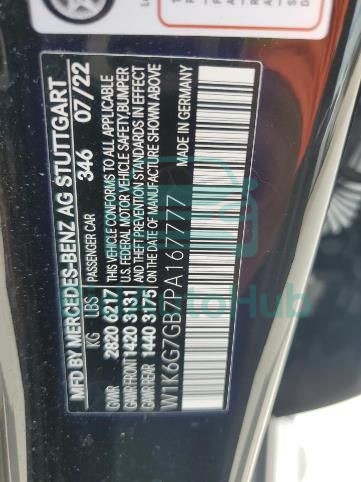 MFD BY MERCEDES-BENZ AG STUTTGART
PASSENGER CAR 346 07/22
KG LBS
GVWR 2820 6217
GAWR FRONT 1420 3131
GAWR REAR 1440 3175
THIS VEHICLE CONFORMS TO ALL APPLICABLE
U.S. FEDERAL MOTOR VEHICLE SAFETY, BUMPER
AND THEFT PREVENTION STANDARDS IN EFFECT
ON THE DATE OF MANUFACTURE SHOWN ABOVE
W1K6G7GB7PA167777 MADE IN GERMANY